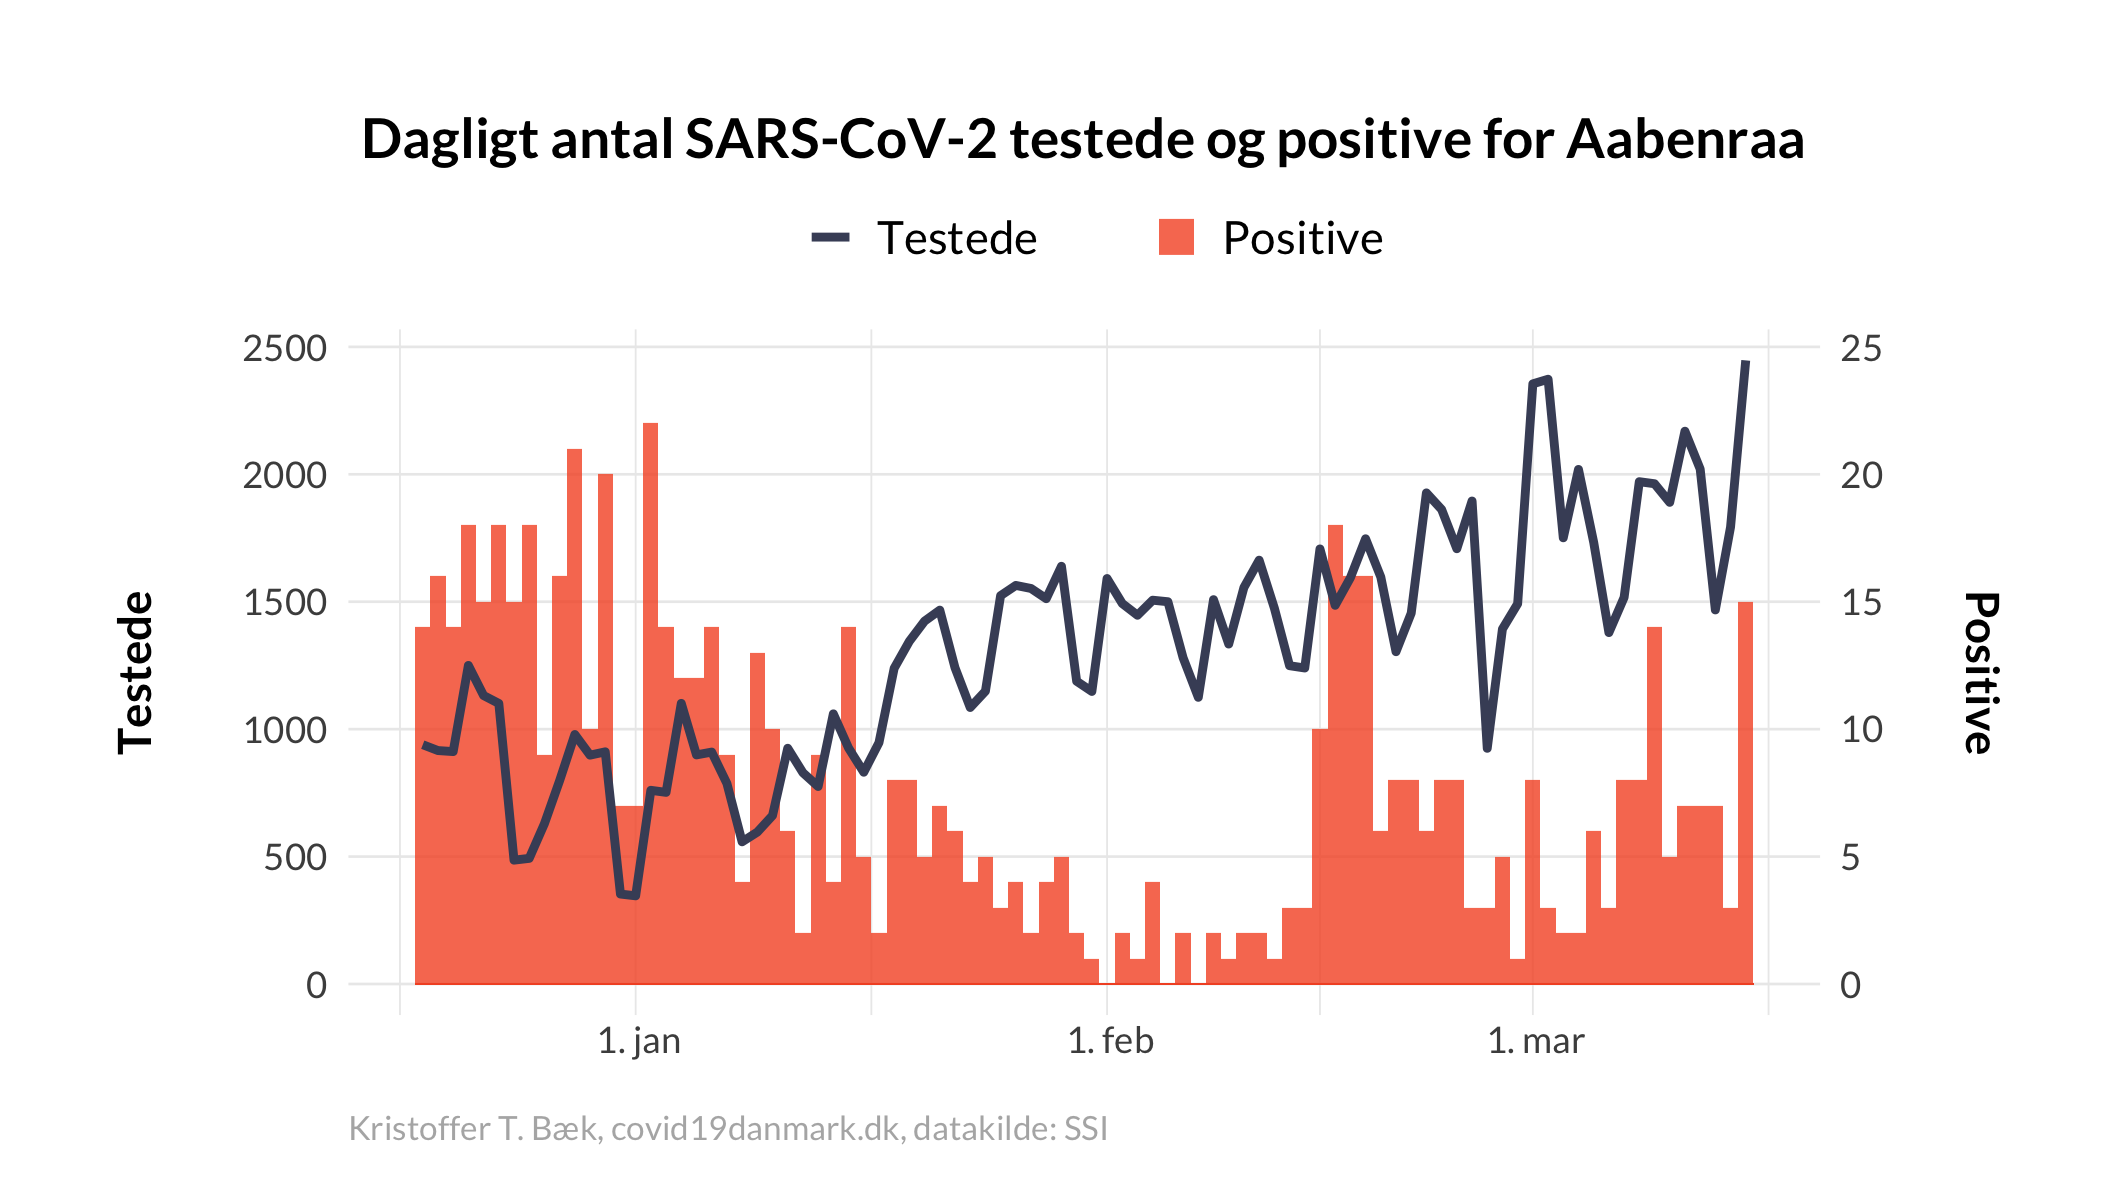 Dagligt antal SARS-CoV-2 testede og positive for Aabenraa
Testede
Positive
2500
2000
1500
1000
500
0
Testede
25
20
15
10
5
0
Positive
1. jan
1. feb
1. mar
Kristoffer T. Bæk, covid19danmark.dk, datakilde: SSI